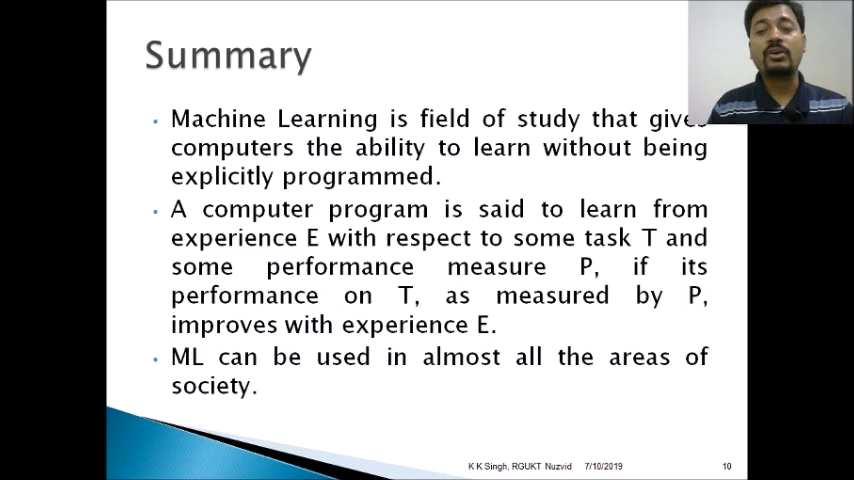 Summary
• Machine Learning is field of study that gives
computers the ability to learn without being
explicitly programmed.
• A computer program is said to learn from
experience E with respect to some task T and
some performance measure P, if its
performance on T, as measured by P,
improves with experience E.
• ML can be used in almost all the areas of
society.
K K Singh, RGUKT Nuzvid 7/10/2019 10